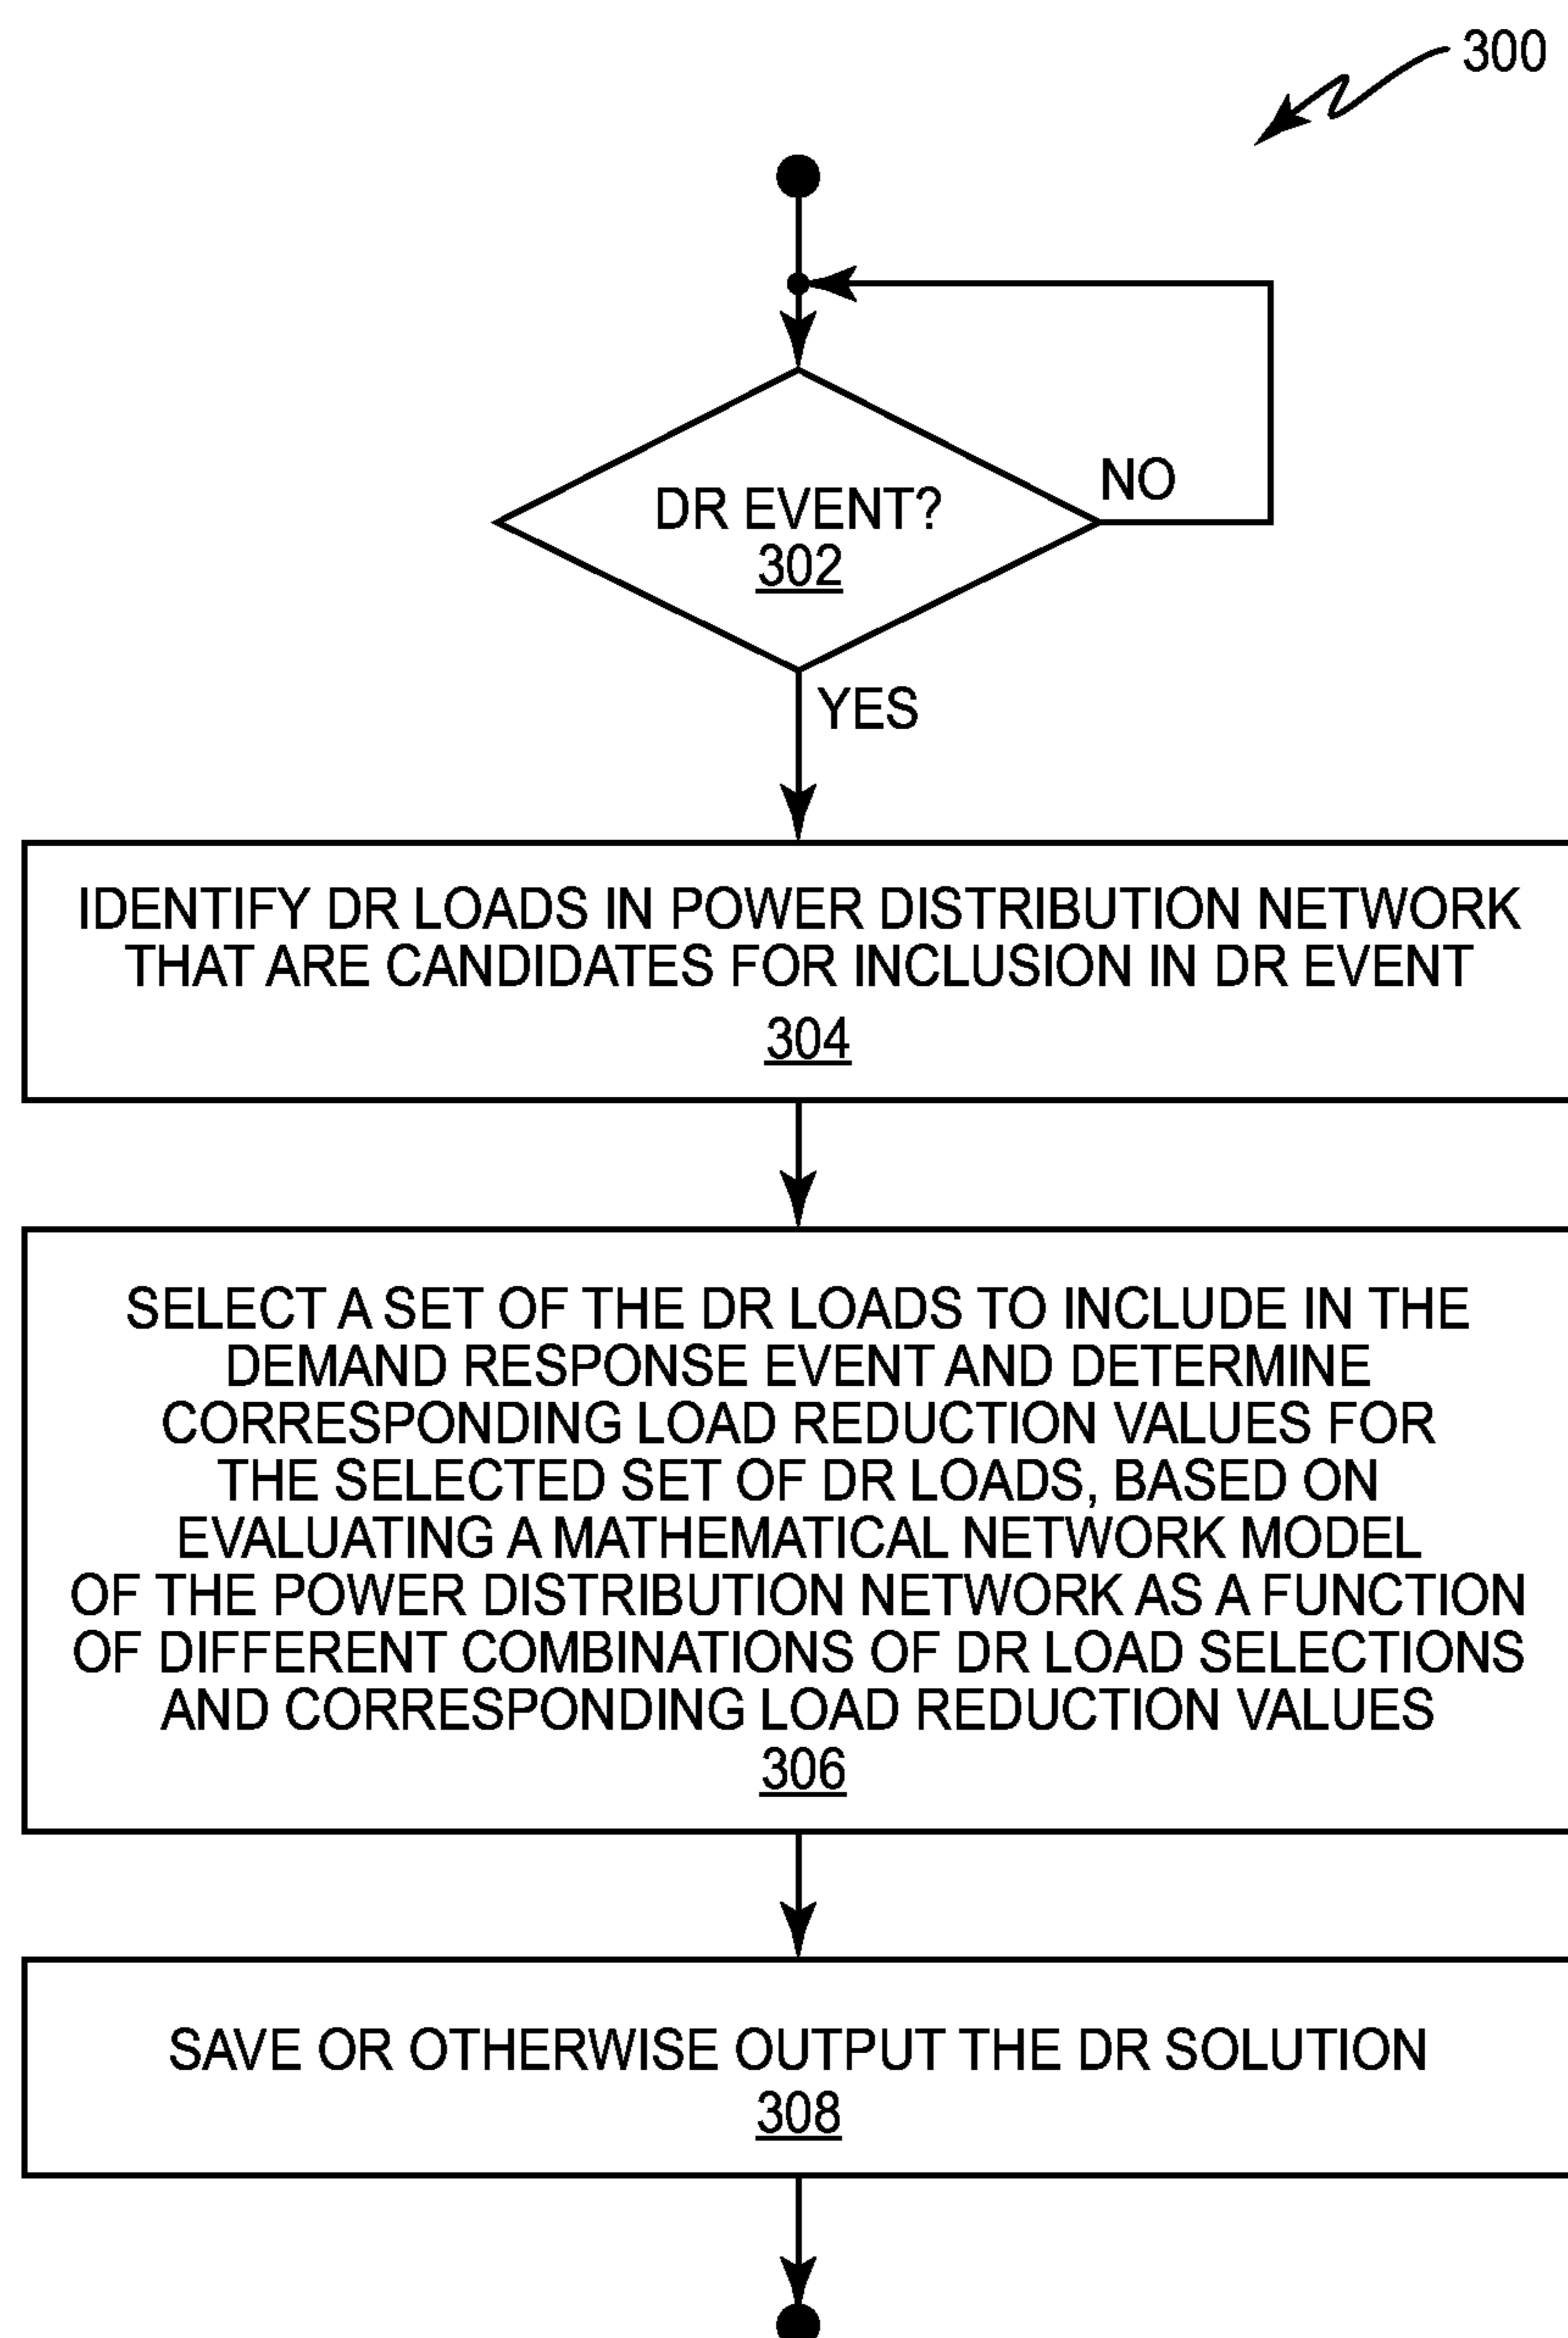 300
DR EVENT?
302
NO
YES
IDENTIFY DR LOADS IN POWER DISTRIBUTION NETWORK
THAT ARE CANDIDATES FOR INCLUSION IN DR EVENT
304
SELECT A SET OF THE DR LOADS TO INCLUDE IN THE
DEMAND RESPONSE EVENT AND DETERMINE
CORRESPONDING LOAD REDUCTION VALUES FOR
THE SELECTED SET OF DR LOADS, BASED ON
EVALUATING A MATHEMATICAL NETWORK MODEL
OF THE POWER DISTRIBUTION NETWORK AS A FUNCTION
OF DIFFERENT COMBINATIONS OF DR LOAD SELECTIONS
AND CORRESPONDING LOAD REDUCTION VALUES
306
SAVE OR OTHERWISE OUTPUT THE DR SOLUTION
308